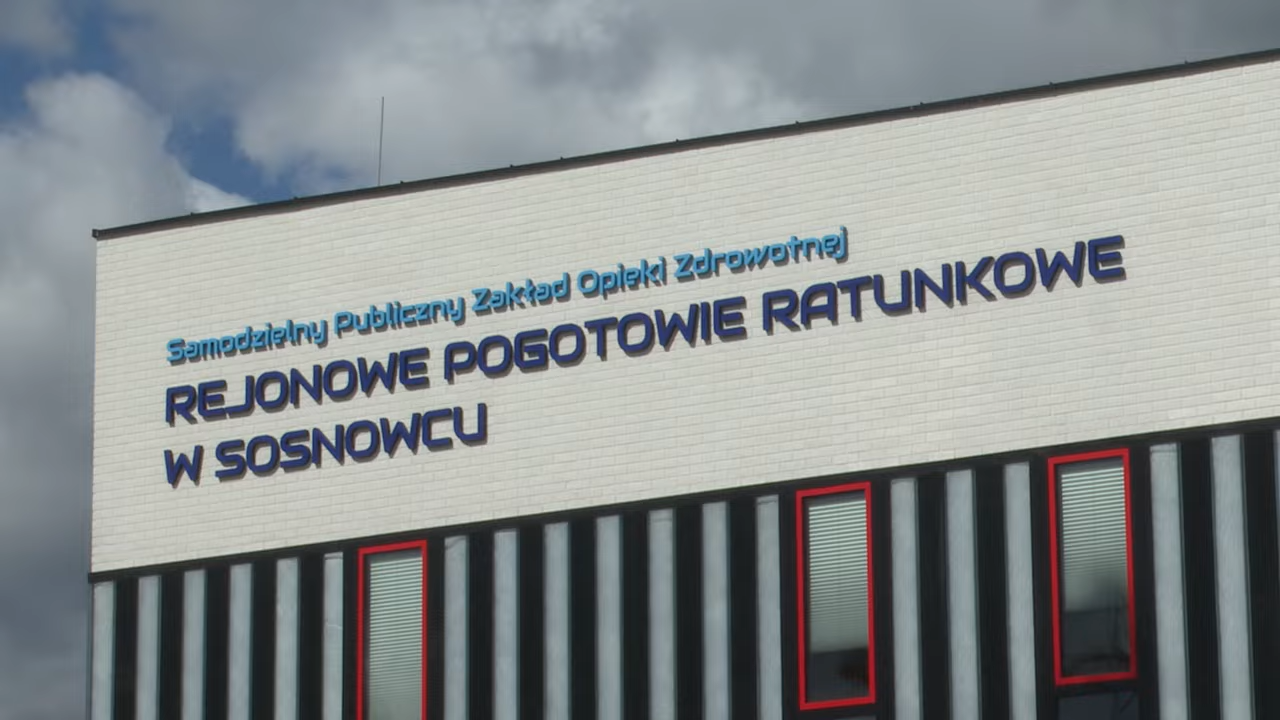 Samodzielny Publiczny Zakład Opieki Zdrowotnej
REJONOWE POGOTOWIE RATUNKOWE
W SOSNOWCU